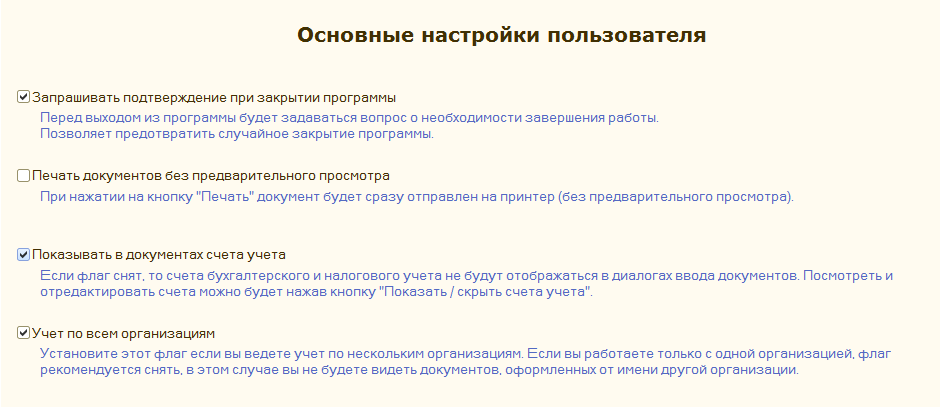 Основные настройки пользователя
Запрашивать подтверждение при закрытии программы
Перед выходом из программы будет задаваться вопрос о необходимости завершения работы.
Позволяет предотвратить случайное закрытие программы.
Печать документов без предварительного просмотра
При нажатии на кнопку "Печать" документ будет сразу отправлен на принтер (без предварительного просмотра).
Показывать в документах счета учета
Если флаг снят, то счета бухгалтерского и налогового учета не будут отображаться в диалогах ввода документов. Посмотреть и
отредактировать счета можно будет нажав кнопку "Показать / скрыть счета учета".
Учет по всем организациям
Установите этот флаг если вы ведете учет по нескольким организациям. Если вы работаете только с одной организацией, флаг
рекомендуется снять, в этом случае вы не будете видеть документов, оформленных от имени другой организации.